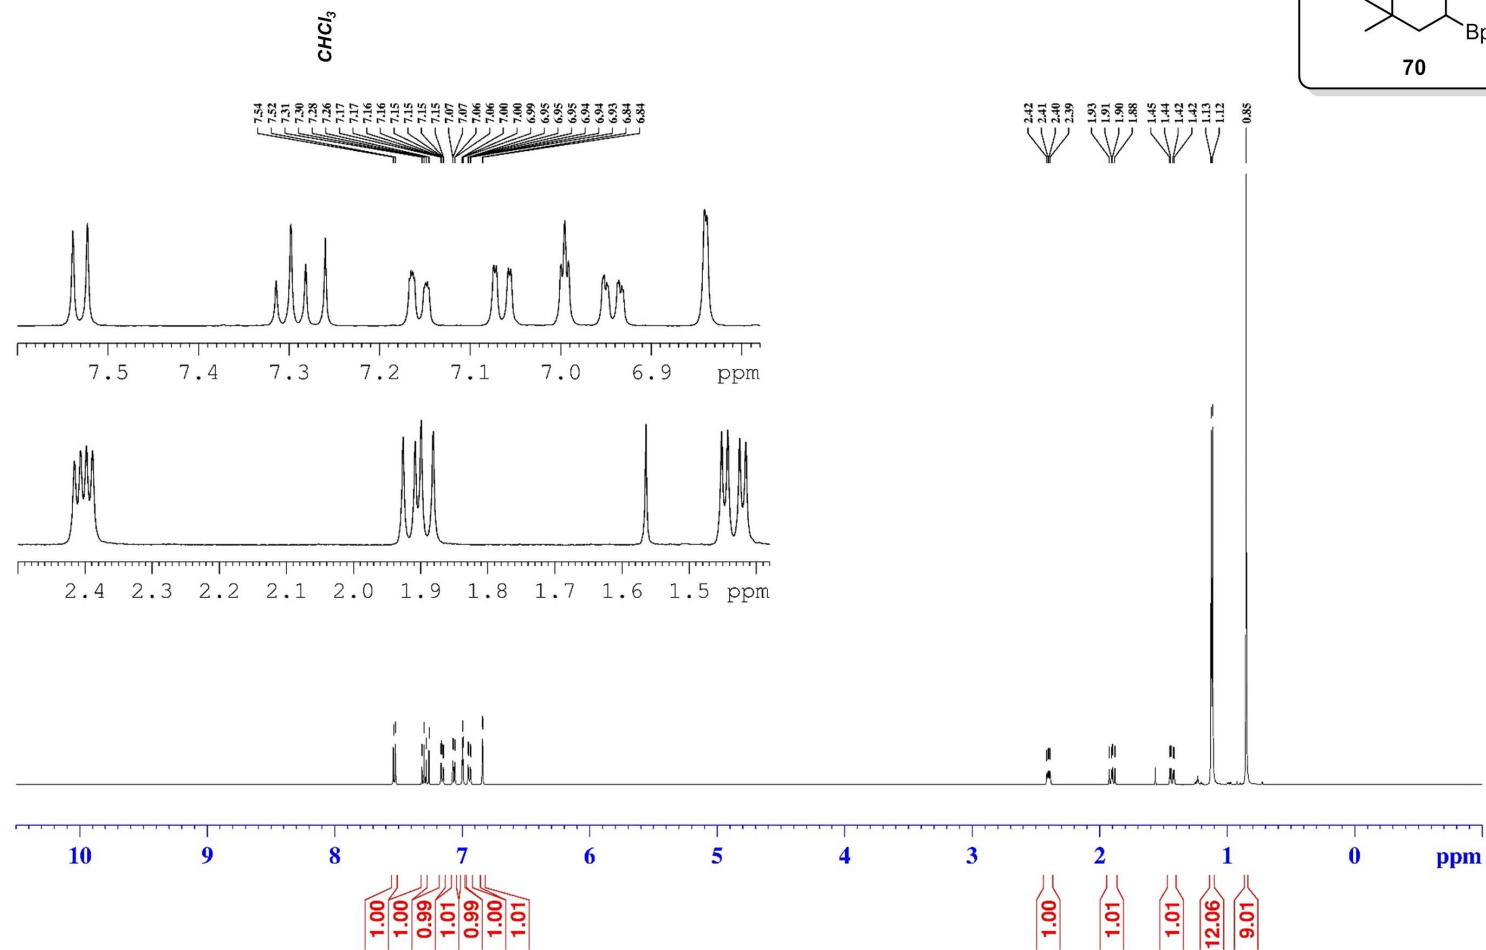 CHCl3
Bp
70
7.54 7.52 7.31 7.30 7.28 7.26 7.17 7.17 7.16 7.16 7.15 7.15 7.15 7.15 7.07 7.07 7.06 7.06 7.00 7.00 6.99 6.95 6.95 6.95 6.94 6.94 6.93 6.84 6.84
2.42 2.41 2.40 2.39 1.93 1.91 1.90 1.88 1.45 1.44 1.42 1.42 1.13 1.12 0.85
7.5 7.4 7.3 7.2 7.1 7.0 6.9 ppm
2.4 2.3 2.2 2.1 2.0 1.9 1.8 1.7 1.6 1.5 ppm
10 9 8 7 6 5 4 3 2 1 0 ppm
1.00 1.00 0.99 1.01 0.99 1.00 1.01 1.00 1.01 1.01 12.06 9.01